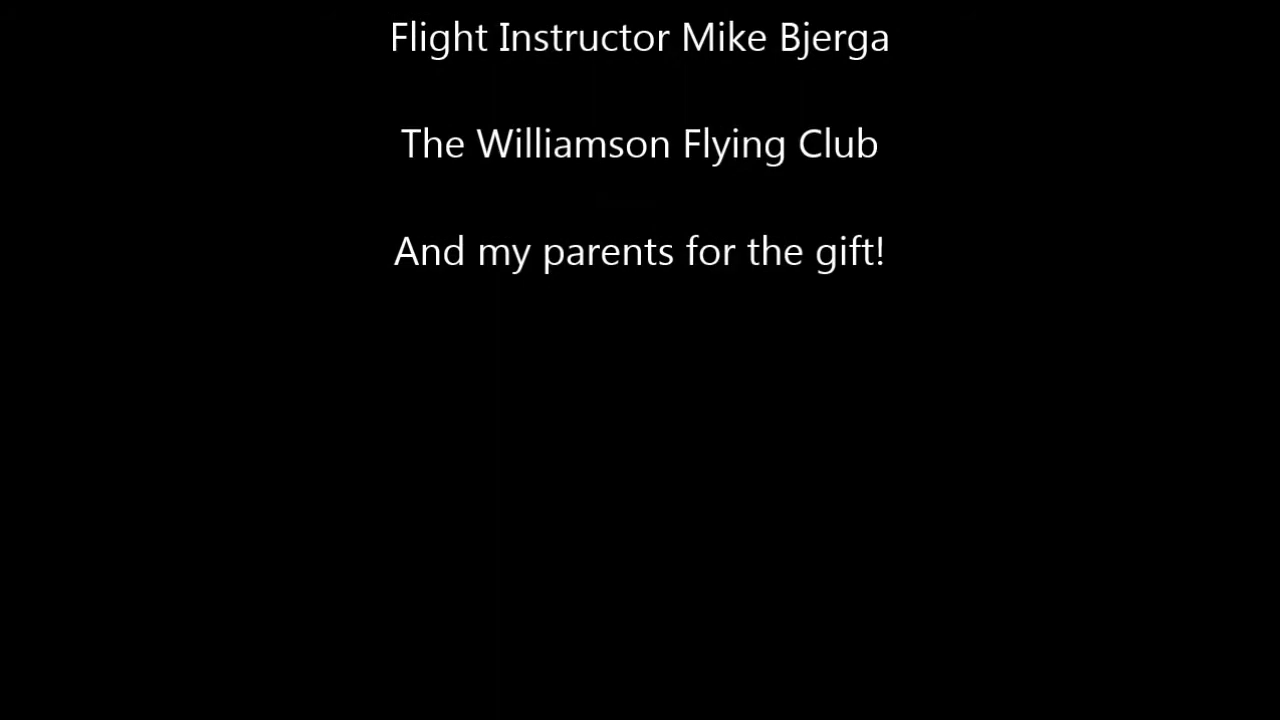 Flight Instructor Mike Bjerga
The Williamson Flying Club
And my parents for the gift!